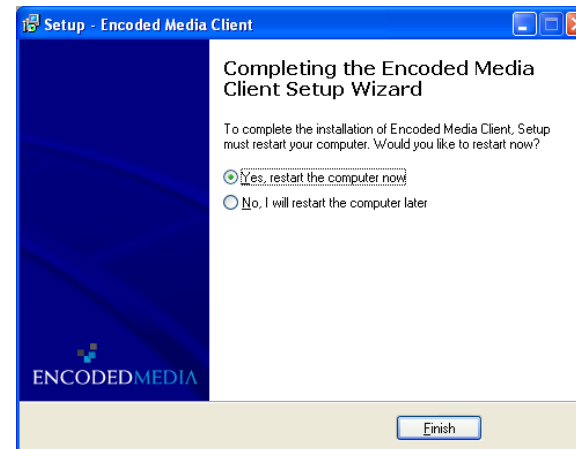 Setup - Encoded Media Client
Completing the Encoded Media
Client Setup Wizard
To complete the installation of Encoded Media Client, Setup
must restart your computer. Would you like to restart now?
Yes, restart the computer now
No, I will restart the computer later
ENCODEDMEDIA
Finish